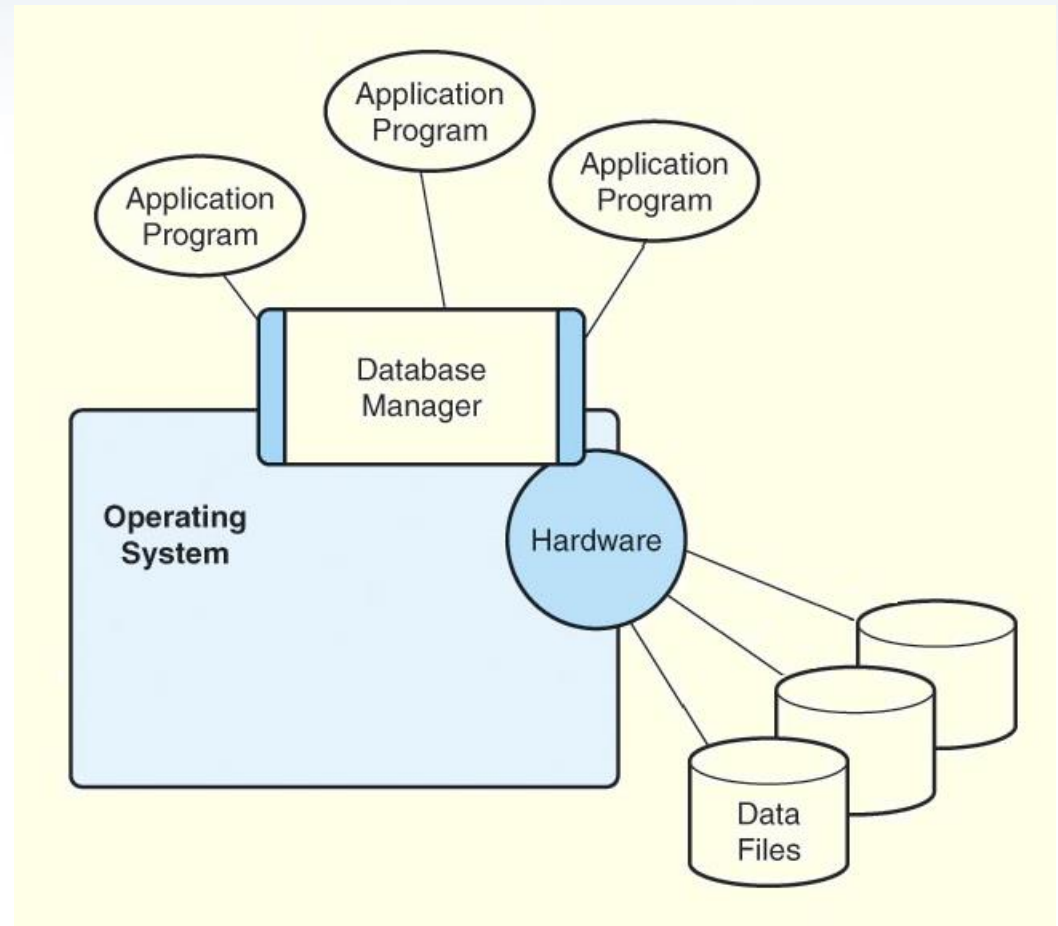 Application
Program
Application
Program
Application
Program
Database
Manager
Operating
System
Hardware
Data
Files